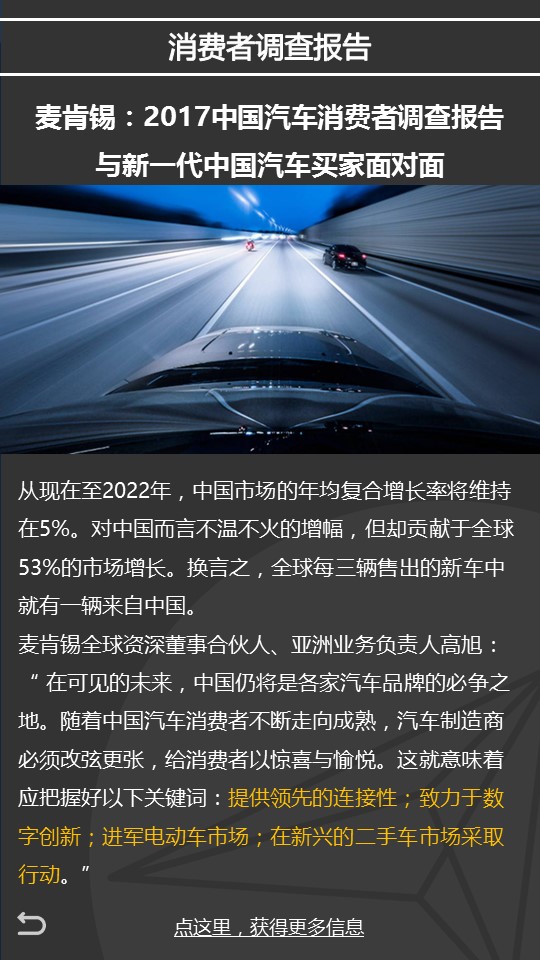 消费者调查报告
麦肯锡：2017中国汽车消费者调查报告
与新一代中国汽车买家面对面
从现在至2022年，中国市场的年均复合增长率将维持
在5%。对中国而言不温不火的增幅，但却贡献于全球
53%的市场增长。换言之，全球每三辆售出的新车中
就有一辆来自中国。
麦肯锡全球资深董事合伙人、亚洲业务负责人高旭：
“ 在可见的未来，中国仍将是各家汽车品牌的必争之
地。随着中国汽车消费者不断走向成熟，汽车制造商
必须改弦更张，给消费者以惊喜与愉悦。这就意味着
应把握好以下关键词：提供领先的连接性；致力于数
字创新；进军电动车市场；在新兴的二手车市场采取
行动。”
点这里，获得更多信息